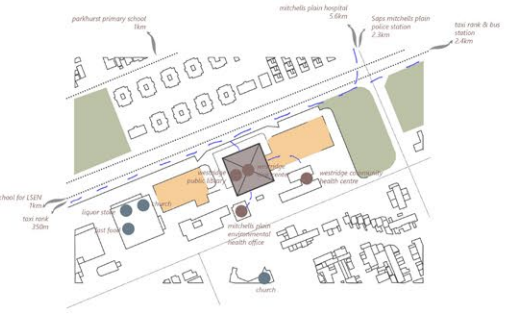 mitchells plain hospital
5.6km
parkhurst primary school
1km
Saps mitchells plain
police station
2.3km
taxi rank & bus
station
2.4km
public library
westridge community
health centre
chool for LSEN
1km
taxi rank
350m
liquor store
church
fast food
mitchells plain
environmental
health office
church